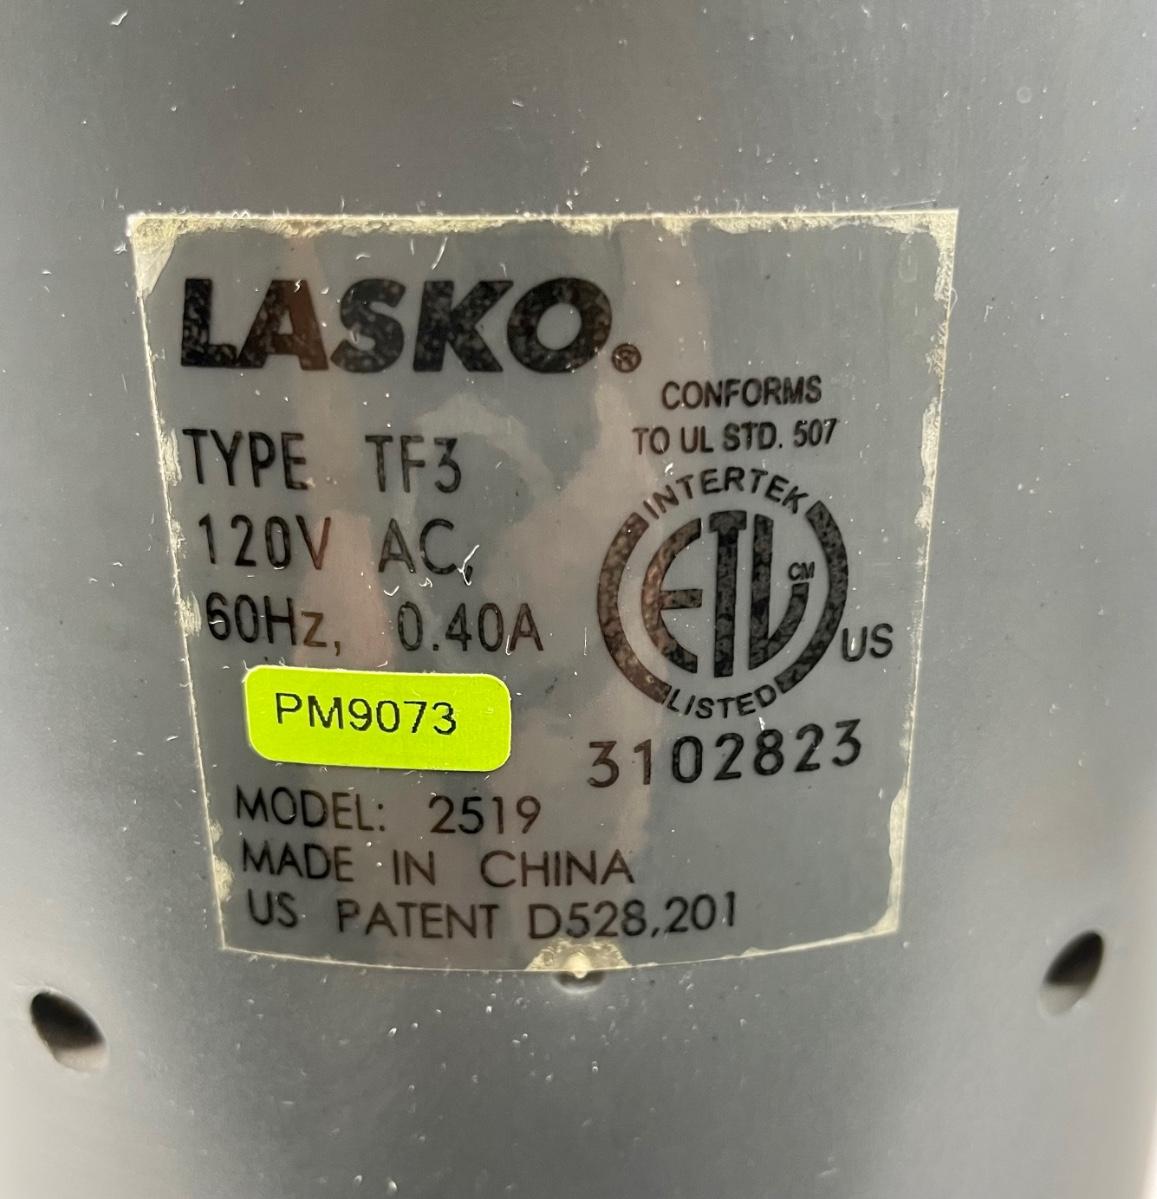 LASKO®
CONFORMS
TO UL STD. 507
TYPE TF3
120V AC,
60Hz, 0.40A
INTERTEK
ETL CM
LISTED
US
3102823
PM9073
MODEL: 2519
MADE IN CHINA
US PATENT D528,201